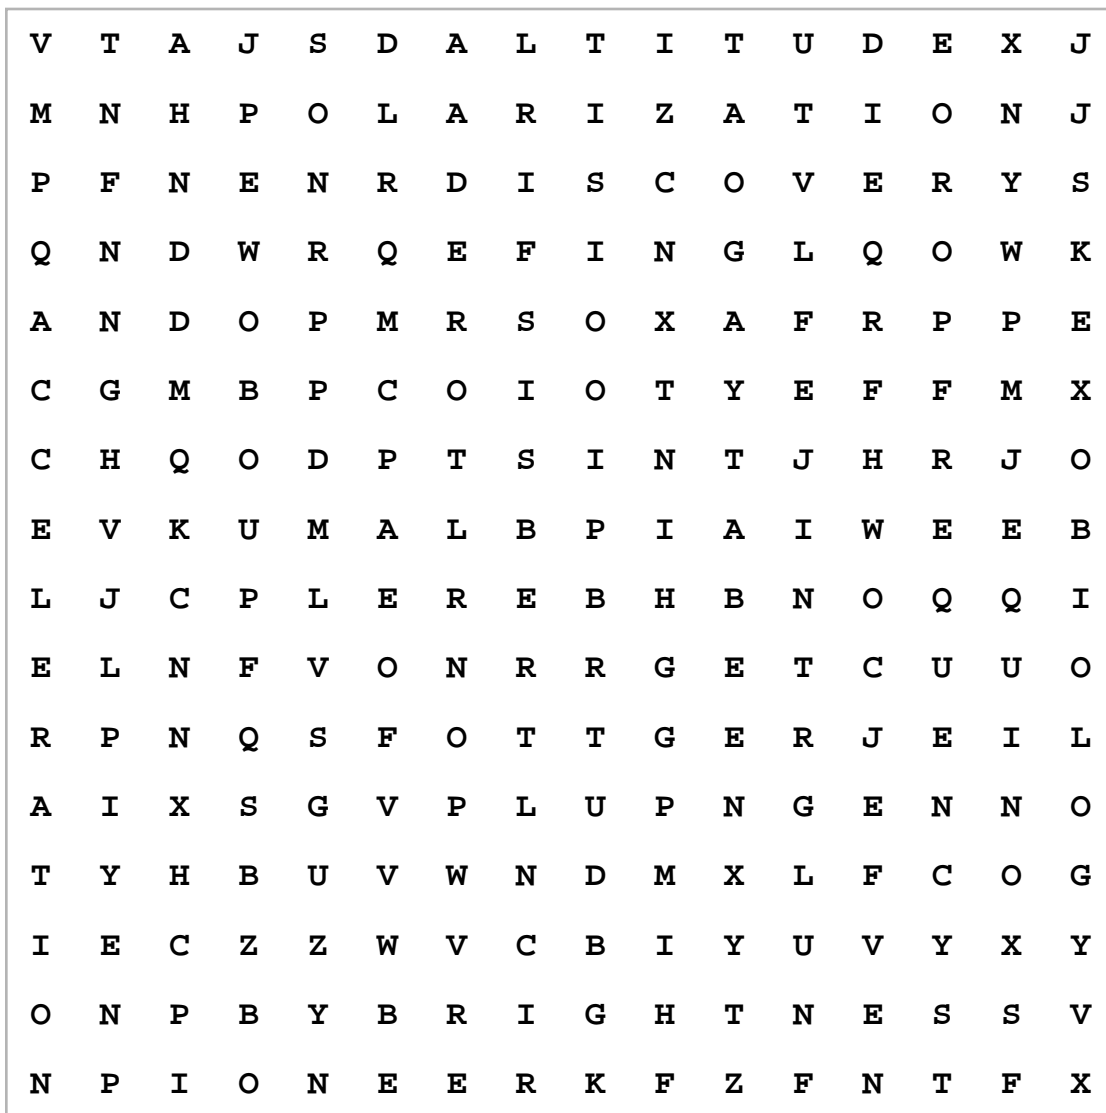 V T A J S D A L T I T U D E X J
M N H P O L A R I Z A T I O N J
P F N E N R D I S C O V E R Y S
Q N D W R Q E F I N G L Q O W K
A N D O P M R S O X A F R P P E
C G M B P C O I O T Y E F F M X
C H Q O D P T S I N T J H R J O
E V K U M A L B P I A I W E E B
L J C P L E R E B H B N O Q Q I
E L N F V O N R R G E T C U U O
R P N Q S F O T T G E R J E I L
A I X S G V P L U P N G E N N O
T Y H B U V W N D M X L F C O G
I E C Z Z W V C B I Y U V Y X Y
O N P B Y B R I G H T N E S S V
N P I O N E E R K F Z F N T F X